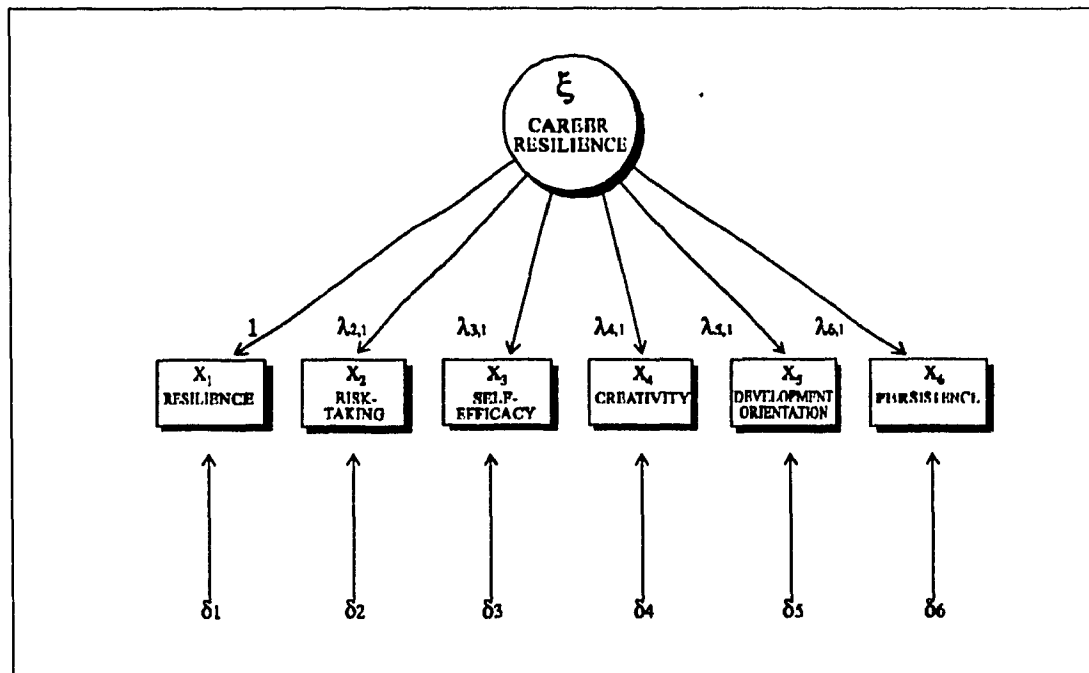 ξ
CAREER
RESILIENCE
1 λ2,1 λ3,1 λ4,1 λ5,1 λ6,1
X1 X2 X3 X4 X5 X6
RESILIENCE RISK-TAKING SELF-EFFICACY CREATIVITY DEVELOPMENT ORIENTATION PERSISTENCE
δ1 δ2 δ3 δ4 δ5 δ6